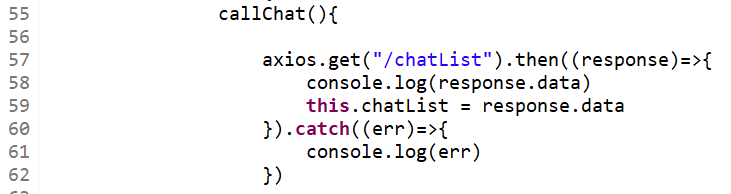 55 callChat(){
56
57 axios.get("/chatList").then((response)=>{
58 console.log(response.data)
59 this.chatList = response.data
60 }).catch((err)=>{
61 console.log(err)
62 })